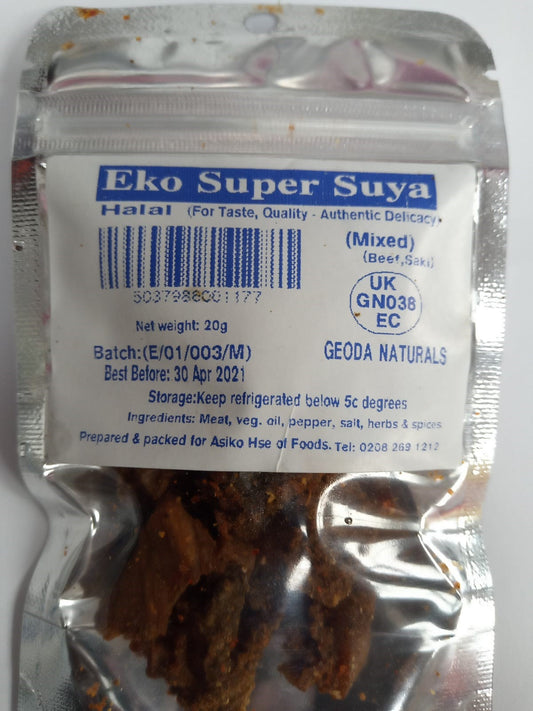 Eko Super Suya
Halal (For Taste, Quality - Authentic Delicacy)
(Mixed)
(Beef,Saki)
5037988001177
UK
GN038
EC
Net weight: 20g
Batch:(E/01/003/M)
GEODA NATURALS
Best Before: 30 Apr 2021
Storage:Keep refrigerated below 5c degrees
Ingredients: Meat, veg. oil, pepper, salt, herbs & spices
Prepared & packed for Asiko Hse of Foods. Tel: 0208 269 1212